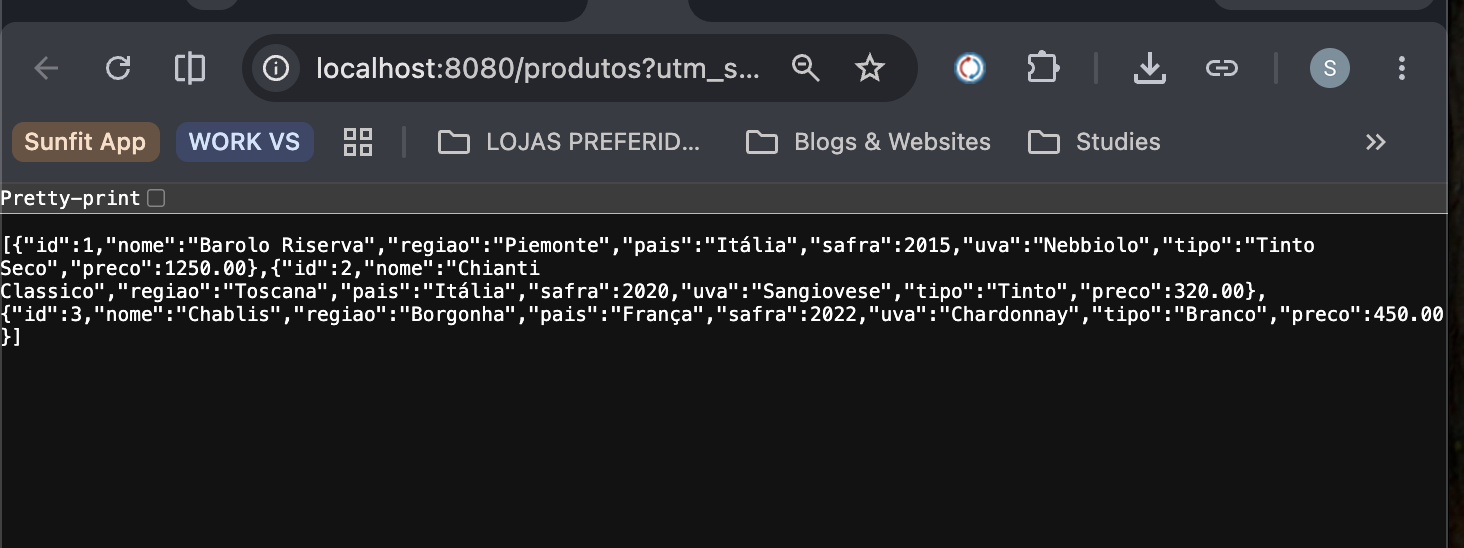 localhost:8080/produtos?utm_s...
S
Sunfit App WORK VS LOJAS PREFERID... Blogs & Websites Studies
Pretty-print
[{"id":1,"nome":"Barolo Riserva","regiao":"Piemonte","pais":"Itália","safra":2015,"uva":"Nebbiolo","tipo":"Tinto
Seco","preco":1250.00},{"id":2,"nome":"Chianti
Classico","regiao":"Toscana","pais":"Itália","safra":2020,"uva":"Sangiovese","tipo":"Tinto","preco":320.00},
{"id":3,"nome":"Chablis","regiao":"Borgonha","pais":"França","safra":2022,"uva":"Chardonnay","tipo":"Branco","preco":450.00
}]